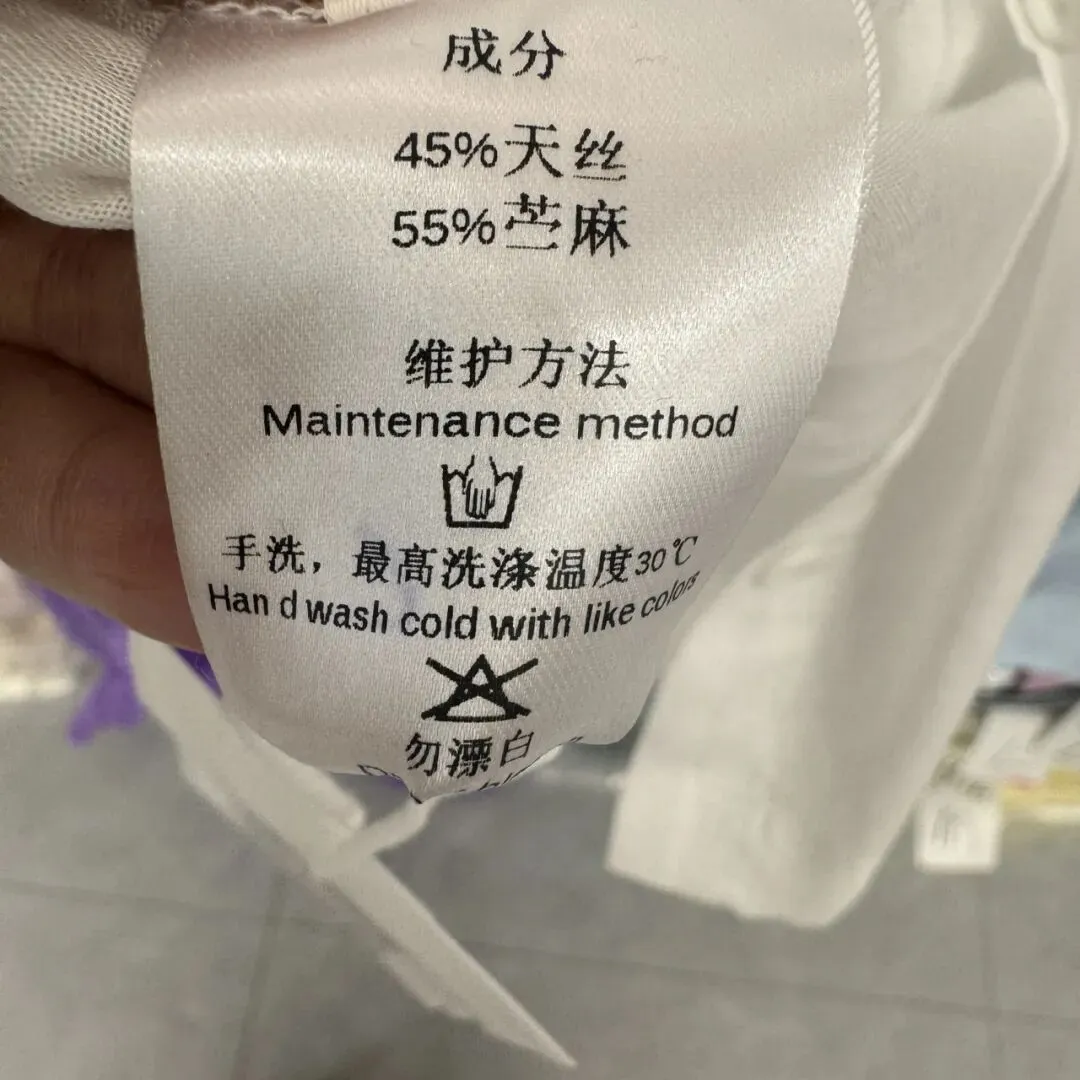 成分
45%天丝
55%苎麻
维护方法
Maintenance method
手洗，最高洗涤温度30℃
Hand wash cold with like colors
勿漂白